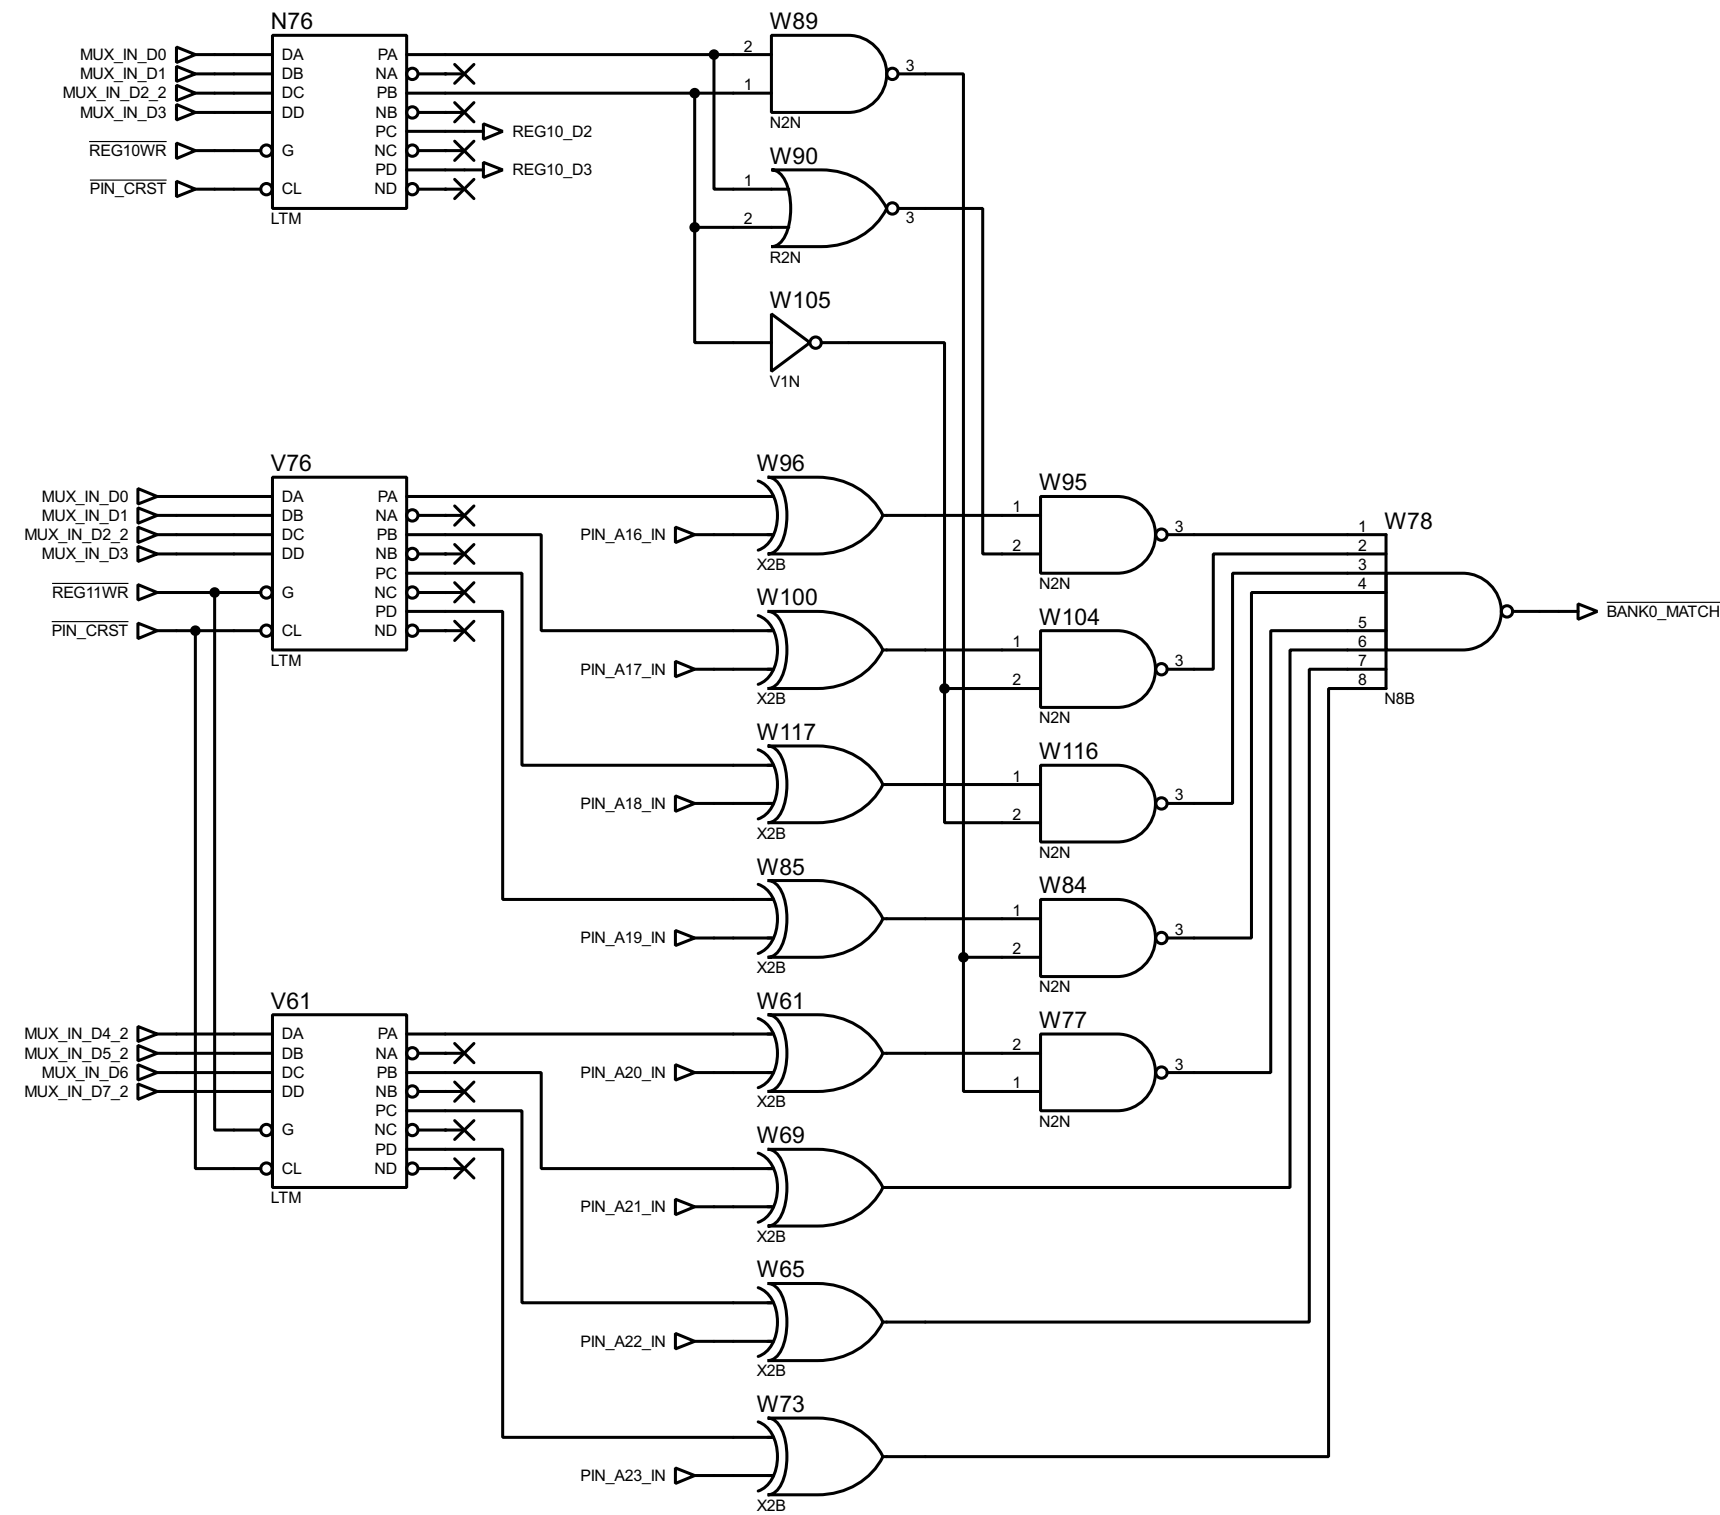 N76
W89
MUX_IN_D0 DA PA 2
MUX_IN_D1 DB NA 3
MUX_IN_D2_2 DC PB 1
MUX_IN_D3 DD NB
N2N
PC REG10_D2
REG10WR G NC
W90
PD REG10_D3
PIN_CRST CL ND 1
LTM
2 3
R2N
W105
V1N
V76 W96
W95
MUX_IN_D0 DA PA
MUX_IN_D1 DB NA 1
MUX_IN_D2_2 DC PB PIN_A16_IN 3 1 W78
MUX_IN_D3 DD NB 2 2
X2B
PC 3
REG11WR G NC N2N 4
W100
PD BANK0_MATCH
W104
PIN_CRST CL ND 5
1 6
LTM
PIN_A17_IN 3 7
2 8
X2B N8B
N2N
W117
W116
1
PIN_A18_IN 3
2
X2B
N2N
W85
W84
1
PIN_A19_IN 3
2
X2B
N2N
V61 W61
W77
MUX_IN_D4_2 DA PA
MUX_IN_D5_2 DB NA 2
MUX_IN_D6 DC PB PIN_A20_IN 3
MUX_IN_D7_2 DD NB 1
X2B
PC
N2N
G NC
W69
PD
CL ND
LTM
PIN_A21_IN
X2B
W65
PIN_A22_IN
X2B
W73
PIN_A23_IN
X2B